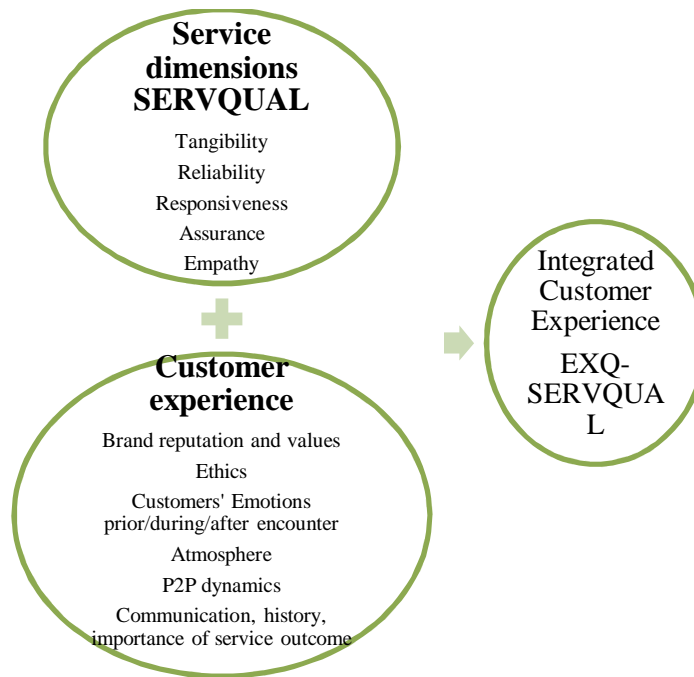 Service
dimensions
SERVQUAL
Tangibility
Reliability
Responsiveness
Assurance
Empathy
Customer
experience
Brand reputation and values
Ethics
Customers' Emotions
prior/during/after encounter
Atmosphere
P2P dynamics
Communication, history,
importance of service outcome
Integrated
Customer
Experience
EXQ-
SERVQUA
L